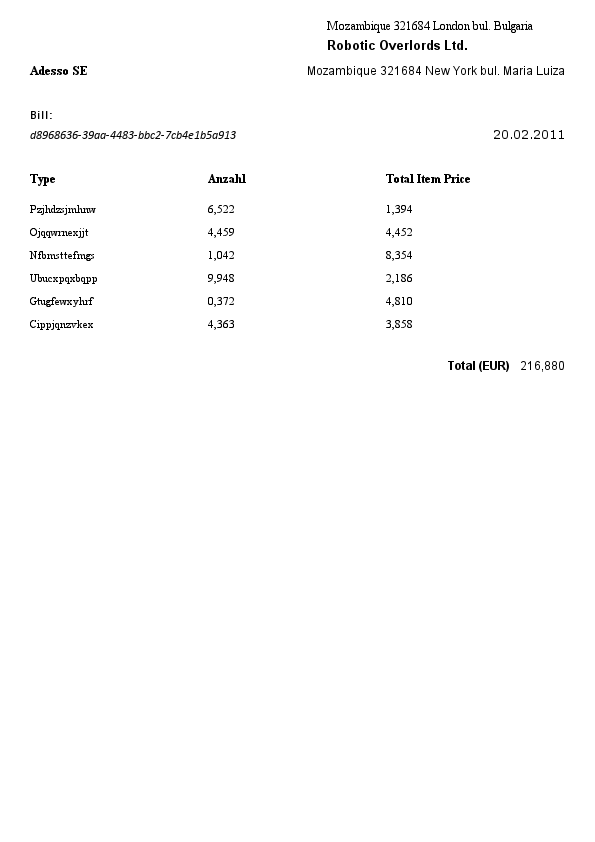 Mozambique 321684 London bul. Bulgaria
Robotic Overlords Ltd.
Adesso SE Mozambique 321684 New York bul. Maria Luiza
Bill:
d8968636-39aa-4483-bbc2-7cb4e1b5a913 20.02.2011
Type Anzahl Total Item Price
Pzjhdzsjmhnw 6,522 1,394
Ojqqwrnexjjt 4,459 4,452
Nfbmsttefmgs 1,042 8,354
Ubucxpqxbqpp 9,948 2,186
Gtugfewxyhrf 0,372 4,810
Cippjqnzvkex 4,363 3,858
Total (EUR) 216,880